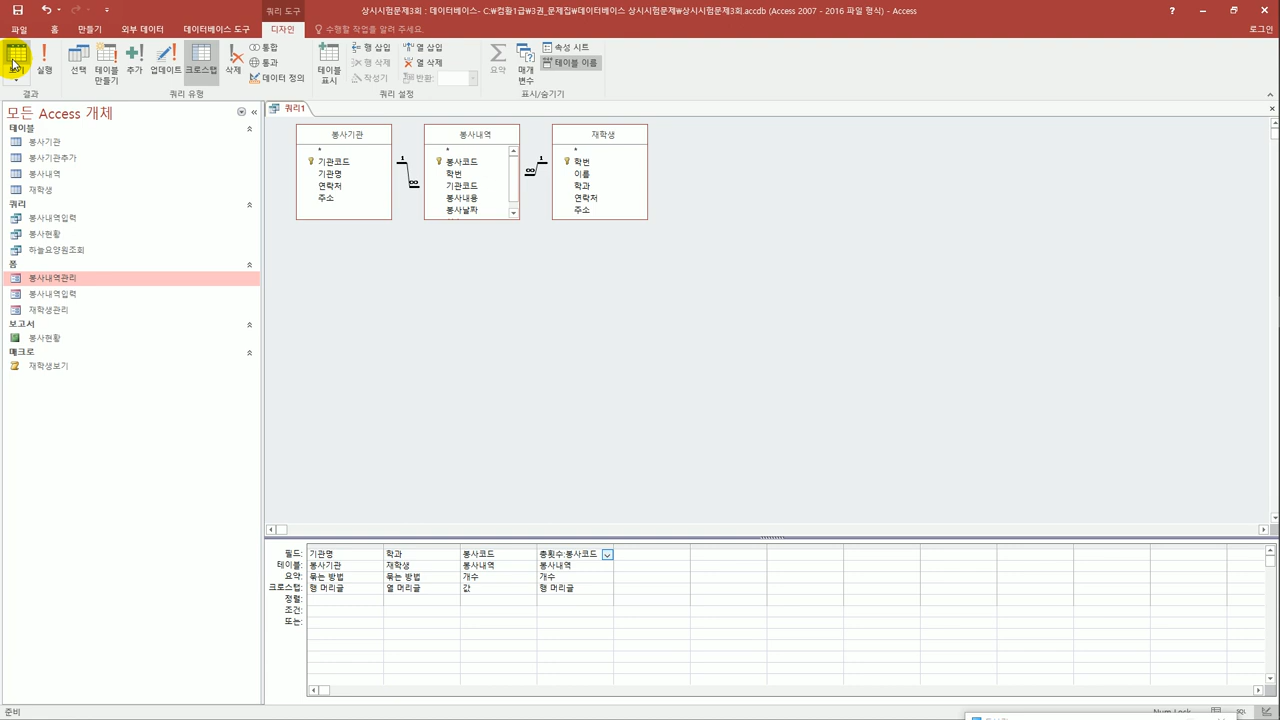 쿼리 도구
상시시험문제3회 : 데이터베이스- C:\컴활1급\3권_문제집\데이터베이스 상시시험문제\상시시험문제3회.accdb (Access 2007 - 2016 파일 형식) - Access
파일 홈 만들기 외부 데이터 데이터베이스 도구 디자인 수행할 작업을 알려 주세요. 로그인
보기 실행 선택 테이블 만들기 추가 업데이트 크로스탭 삭제
통합
통과
데이터 정의
테이블 표시
행 삽입 열 삽입
행 삭제 열 삭제
작성기 반환:
요약 매개 변수
속성 시트
테이블 이름
결과 쿼리 유형 쿼리 설정 표시/숨기기
모든 Access 개체
테이블
봉사기관
봉사기관추가
봉사내역
재학생
쿼리
봉사내역입력
봉사현황
하늘요양원조회
폼
봉사내역관리
봉사내역입력
재학생관리
보고서
봉사현황
매크로
재학생보기
쿼리1
봉사기관
*
기관코드
기관명
연락처
주소
봉사내역
*
봉사코드
학번
기관코드
봉사내용
봉사날짜
재학생
*
학번
이름
학과
연락처
주소
1 ∞ ∞ 1
필드: 기관명 학과 봉사코드 총횟수:봉사코드
테이블: 봉사기관 재학생 봉사내역 봉사내역
요약: 묶는 방법 묶는 방법 개수 개수
크로스탭: 행 머리글 열 머리글 값 행 머리글
정렬:
조건:
또는:
준비
Num Lock